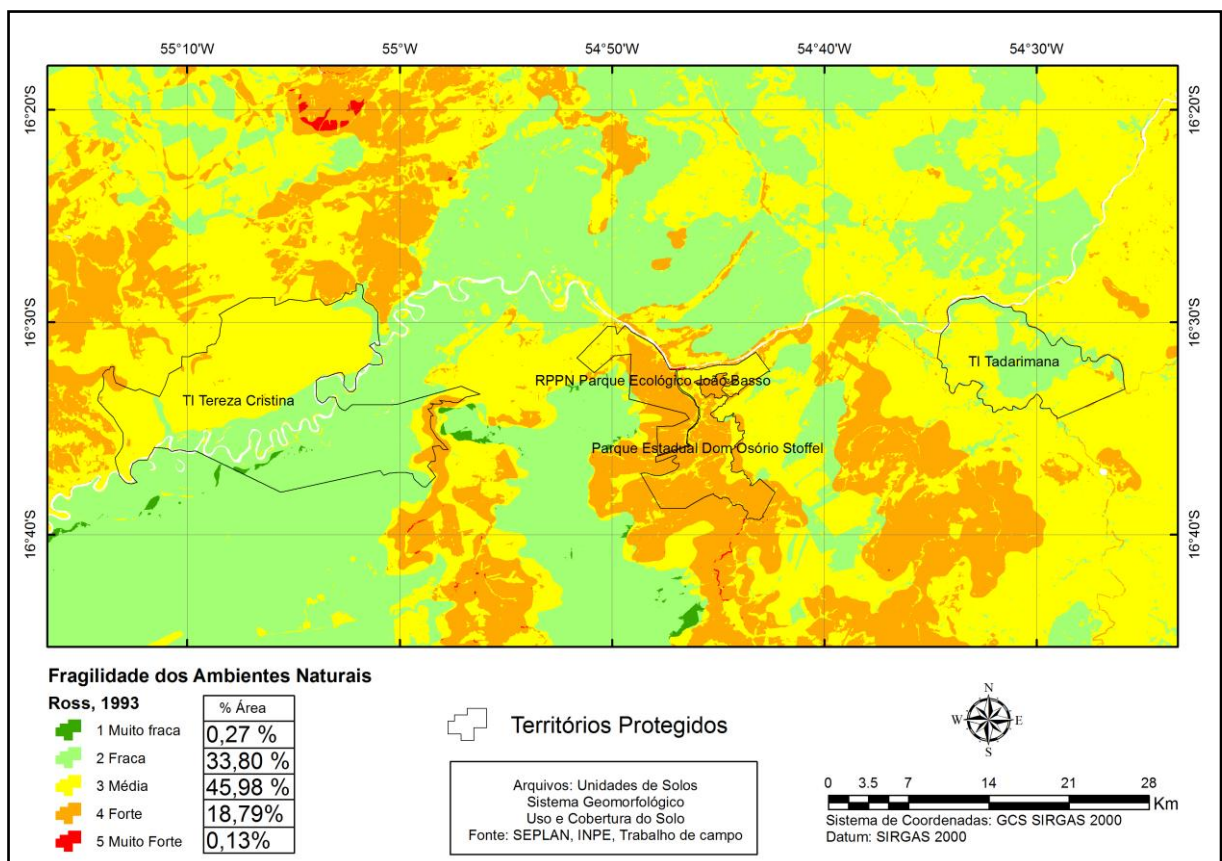 55°10'W 55°W 54°50'W 54°40'W 54°30'W
16°20'S 16°20'S
16°30'S 16°30'S
TI Tadarimana
RPPN Parque Ecológico João Basso
TI Tereza Cristina
Parque Estadual Dom Osório Stoffel
16°40'S 16°40'S
Fragilidade dos Ambientes Naturais
Ross, 1993
% Área
1 Muito fraca 0,27 %
2 Fraca 33,80 %
3 Média 45,98 %
4 Forte 18,79%
5 Muito Forte 0,13%
Territórios Protegidos
Arquivos: Unidades de Solos
Sistema Geomorfológico
Uso e Cobertura do Solo
Fonte: SEPLAN, INPE, Trabalho de campo
N
W E
S
0 3.5 7 14 21 28
Km
Sistema de Coordenadas: GCS SIRGAS 2000
Datum: SIRGAS 2000